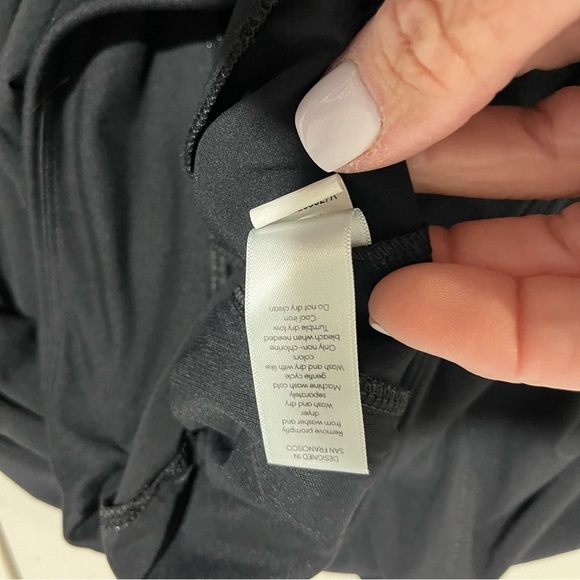 DESIGNED IN
SAN FRANCISCO
Remove promptly
from washer and
dryer
Wash and dry
separately
Machine wash cold
gentle cycle
Wash and dry with like
colors
Only non-chlorine
bleach when needed
Tumble dry low
Cool iron
Do not dry clean